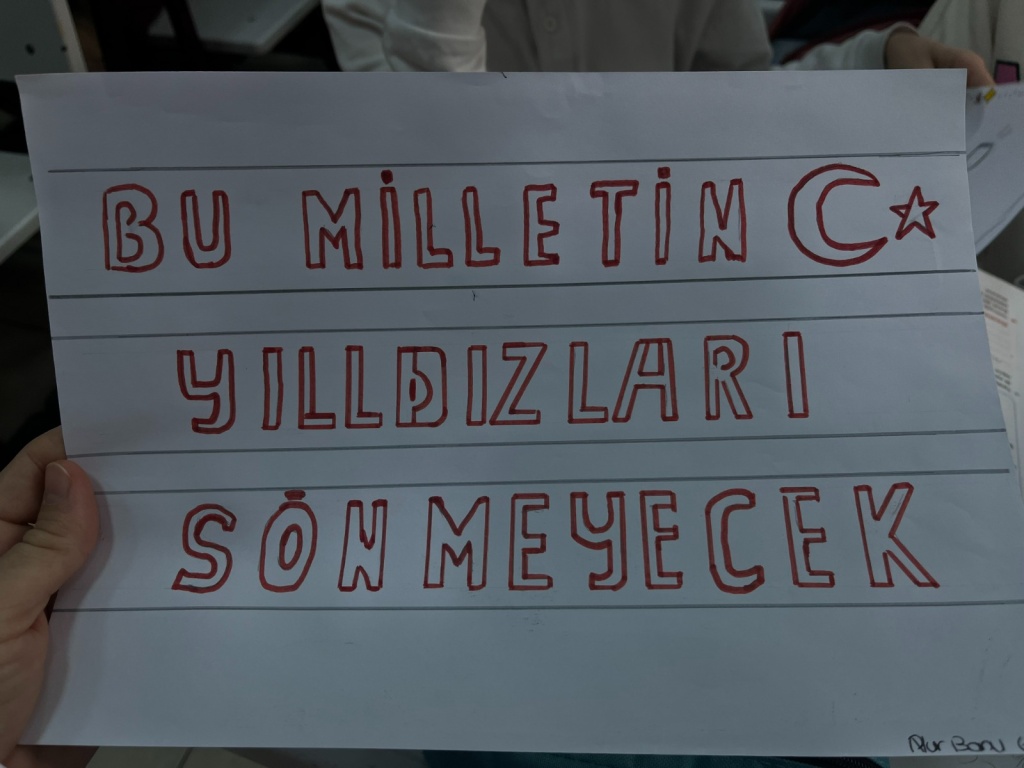 BU MİLLETİN
YILLDIZLARI
SÖNMEYECEK
Nur Banu